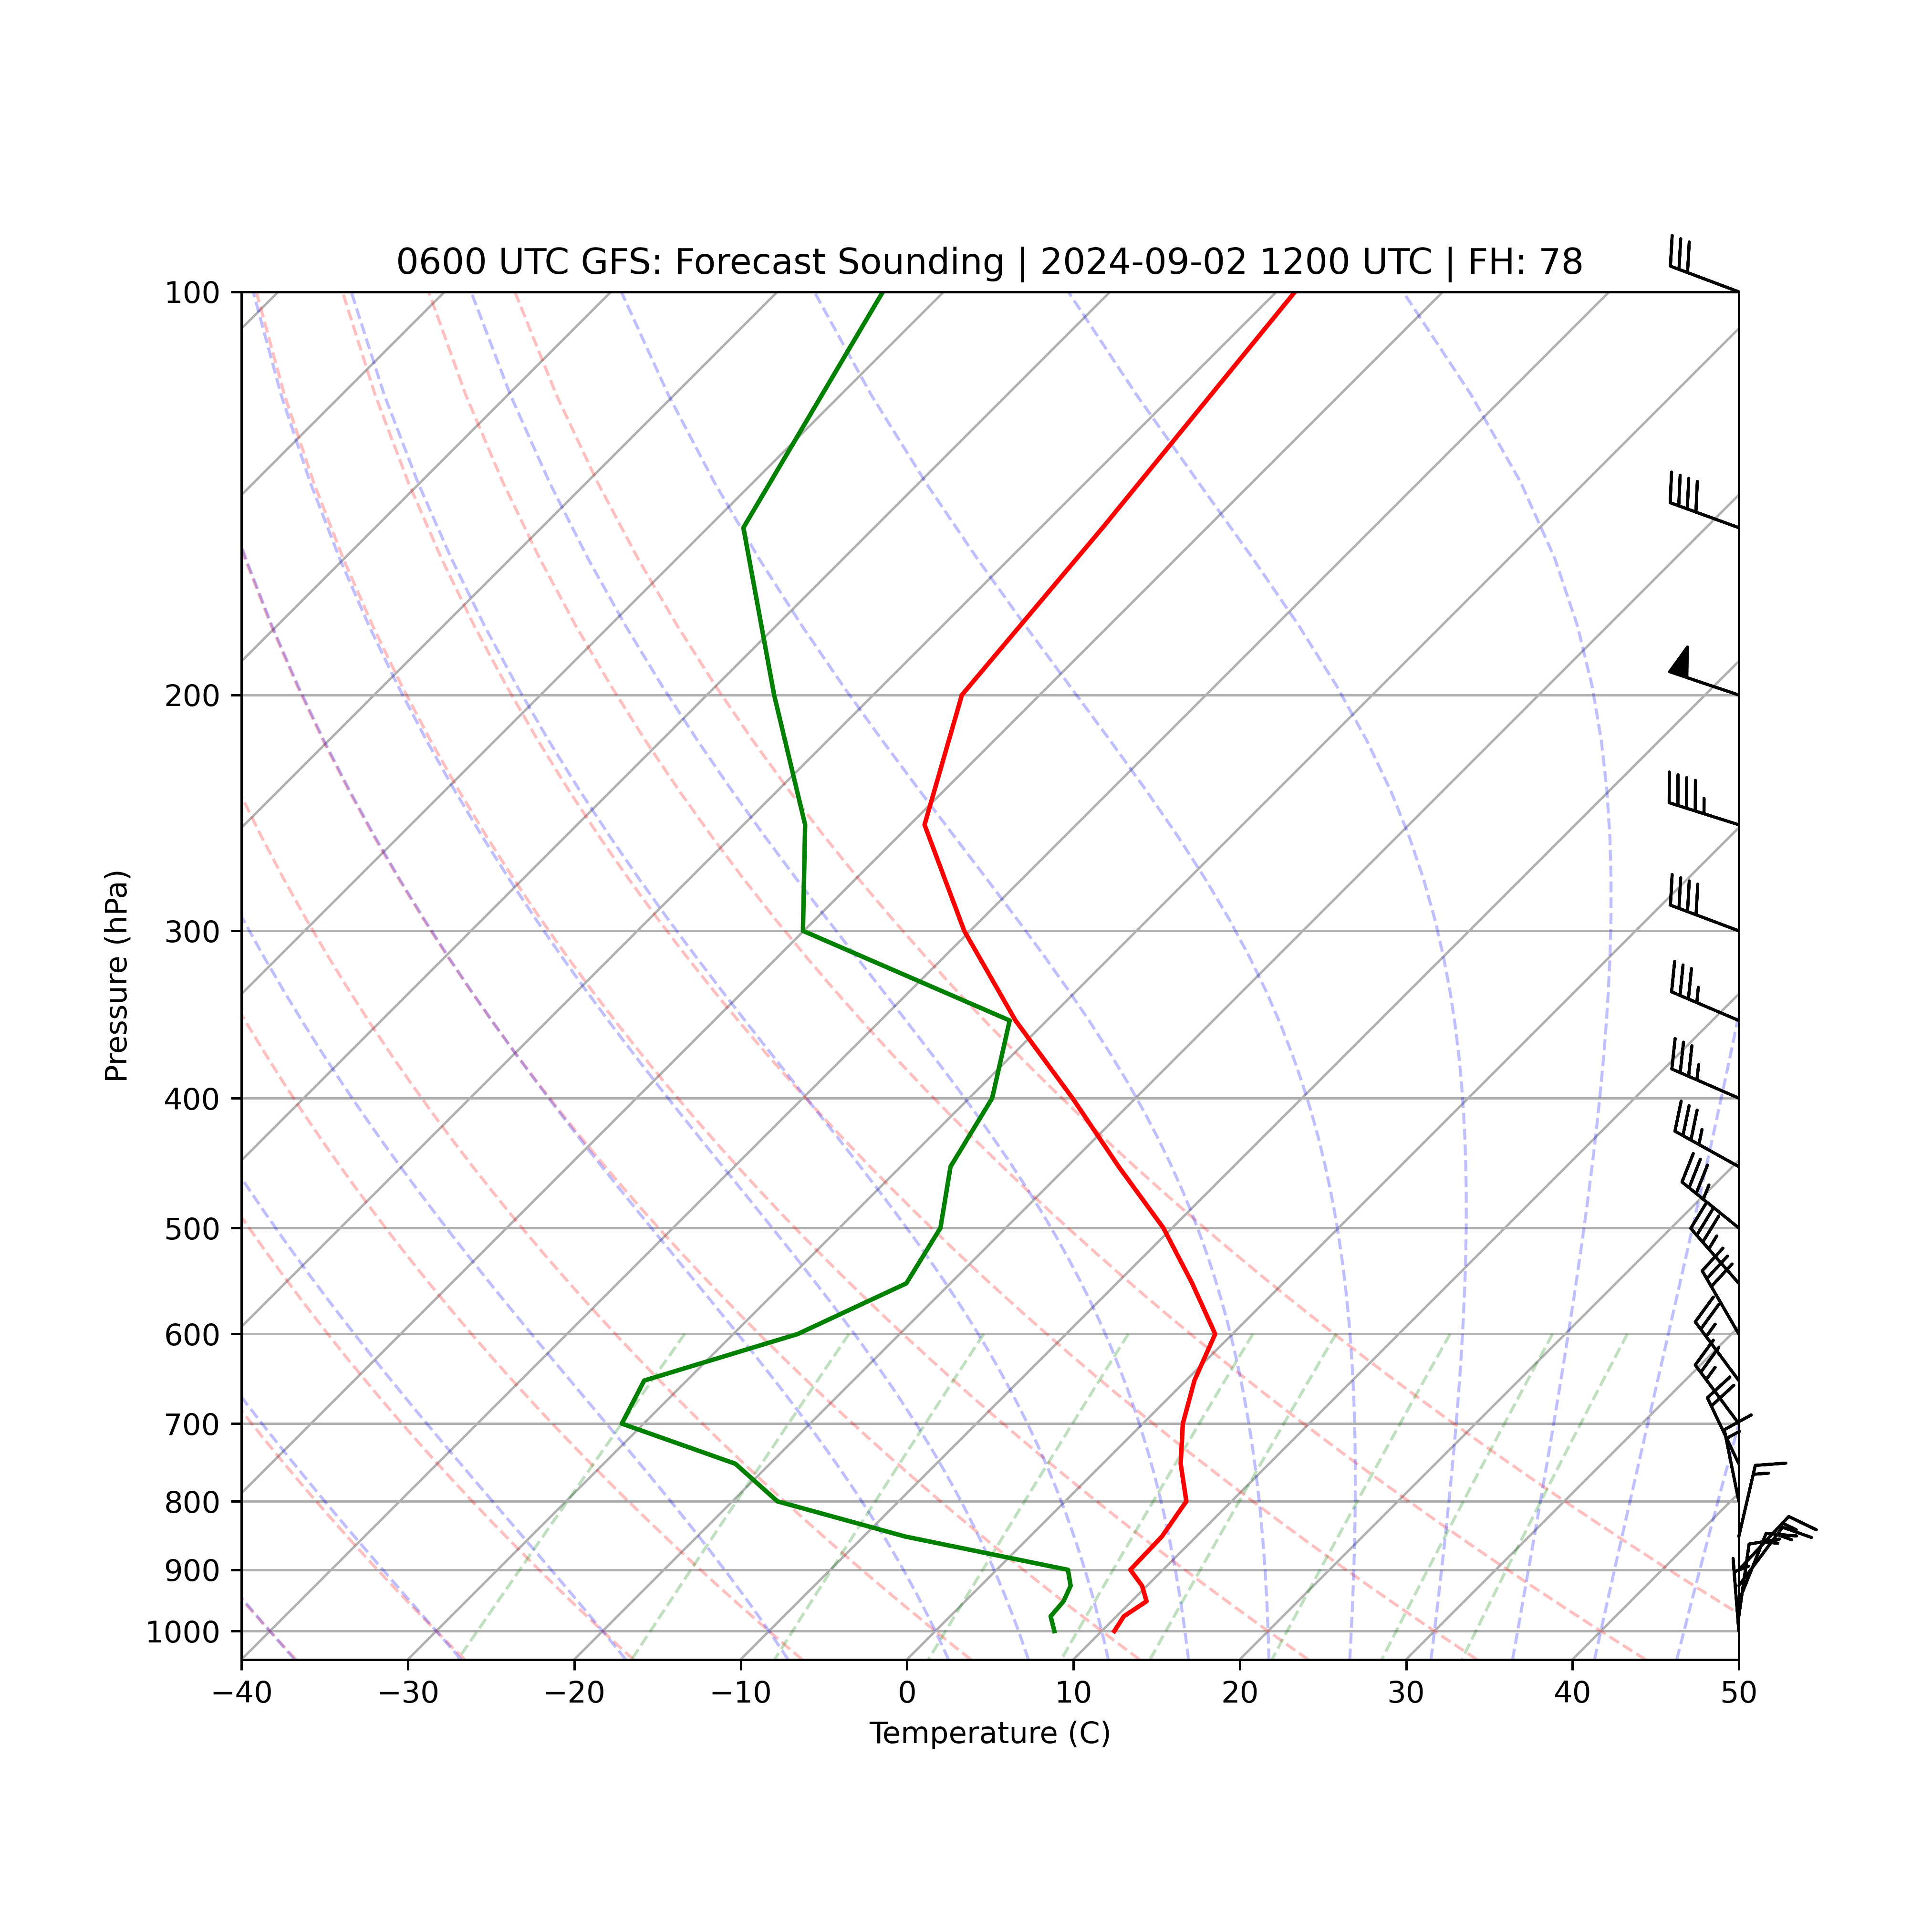 0600 UTC GFS: Forecast Sounding | 2024-09-02 1200 UTC | FH: 78
100
200
300
400
500
600
700
800
900
1000
Pressure (hPa)
−40 −30 −20 −10 0 10 20 30 40 50
Temperature (C)